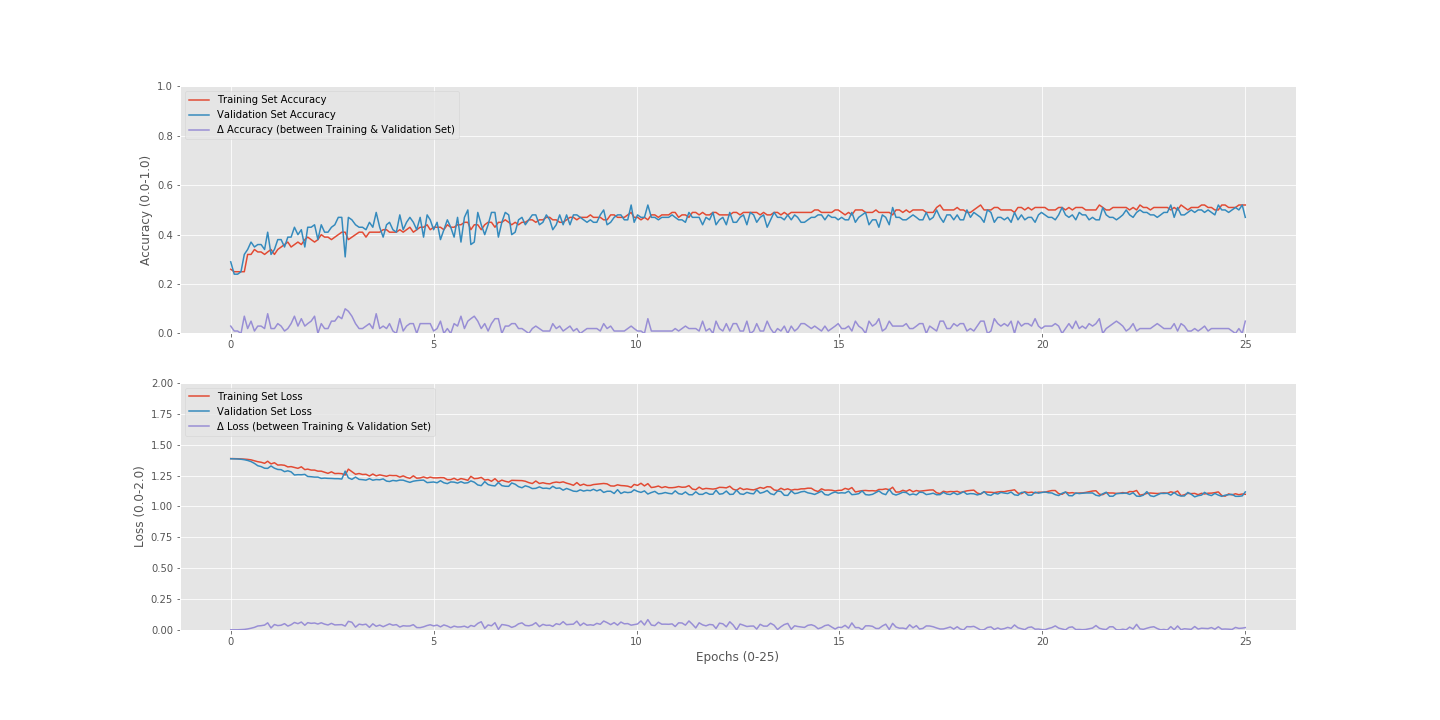 Accuracy (0.0-1.0)
1.0
0.8
0.6
0.4
0.2
0.0
Training Set Accuracy
Validation Set Accuracy
Δ Accuracy (between Training & Validation Set)
0 5 10 15 20 25
Loss (0.0-2.0)
2.00
1.75
1.50
1.25
1.00
0.75
0.50
0.25
0.00
Training Set Loss
Validation Set Loss
Δ Loss (between Training & Validation Set)
0 5 10 15 20 25
Epochs (0-25)